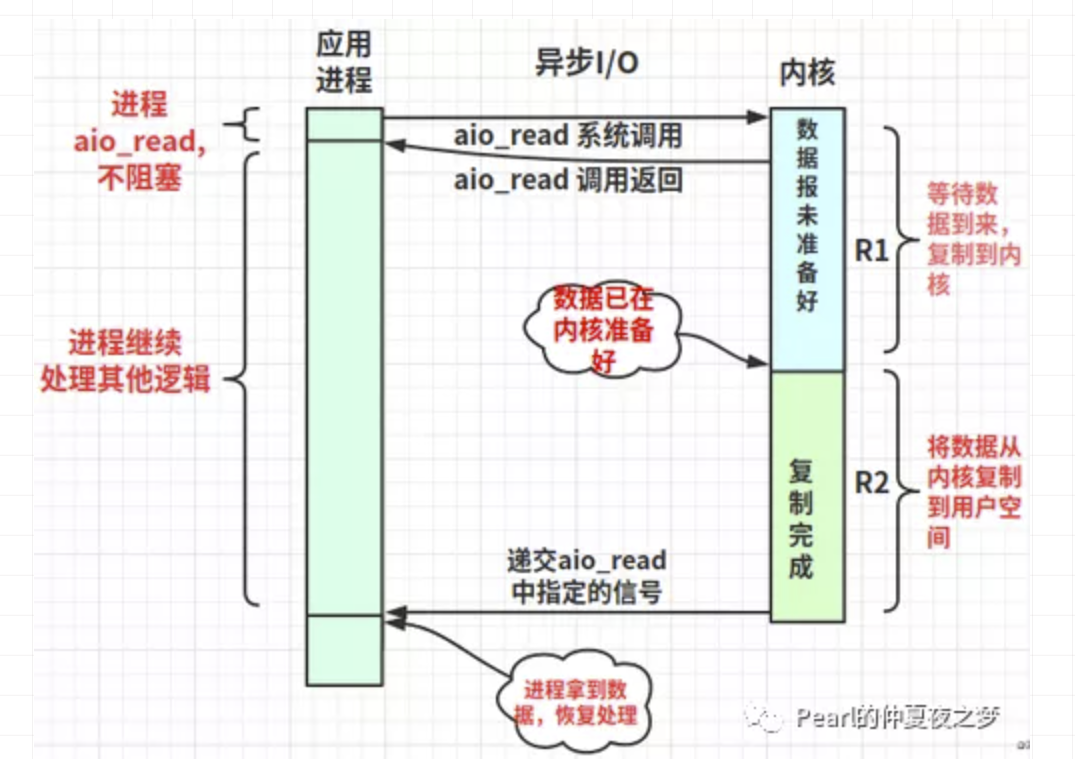 应用
进程
异步I/O
内核
进程
aio_read,
不阻塞
aio_read 系统调用
aio_read 调用返回
数
据
报
未
准
备
好
R1
等待数
据到来，
复制到内
核
数据已在
内核准备
好
进程继续
处理其他逻辑
复
制
完
成
R2
将数据从
内核复制
到用户空
间
递交aio_read
中指定的信号
进程拿到数
据，恢复处理
Pearl的仲夏夜之梦